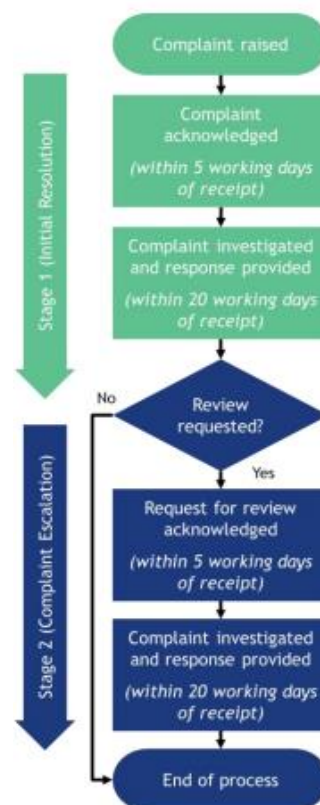 Complaint raised
Stage 1 (Initial Resolution)
Complaint
acknowledged
(within 5 working days
of receipt)
Complaint investigated
and response provided
(within 20 working days
of receipt)
No
Review
requested?
Yes
Stage 2 (Complaint Escalation)
Request for review
acknowledged
(within 5 working days
of receipt)
Complaint investigated
and response provided
(within 20 working days
of receipt)
End of process